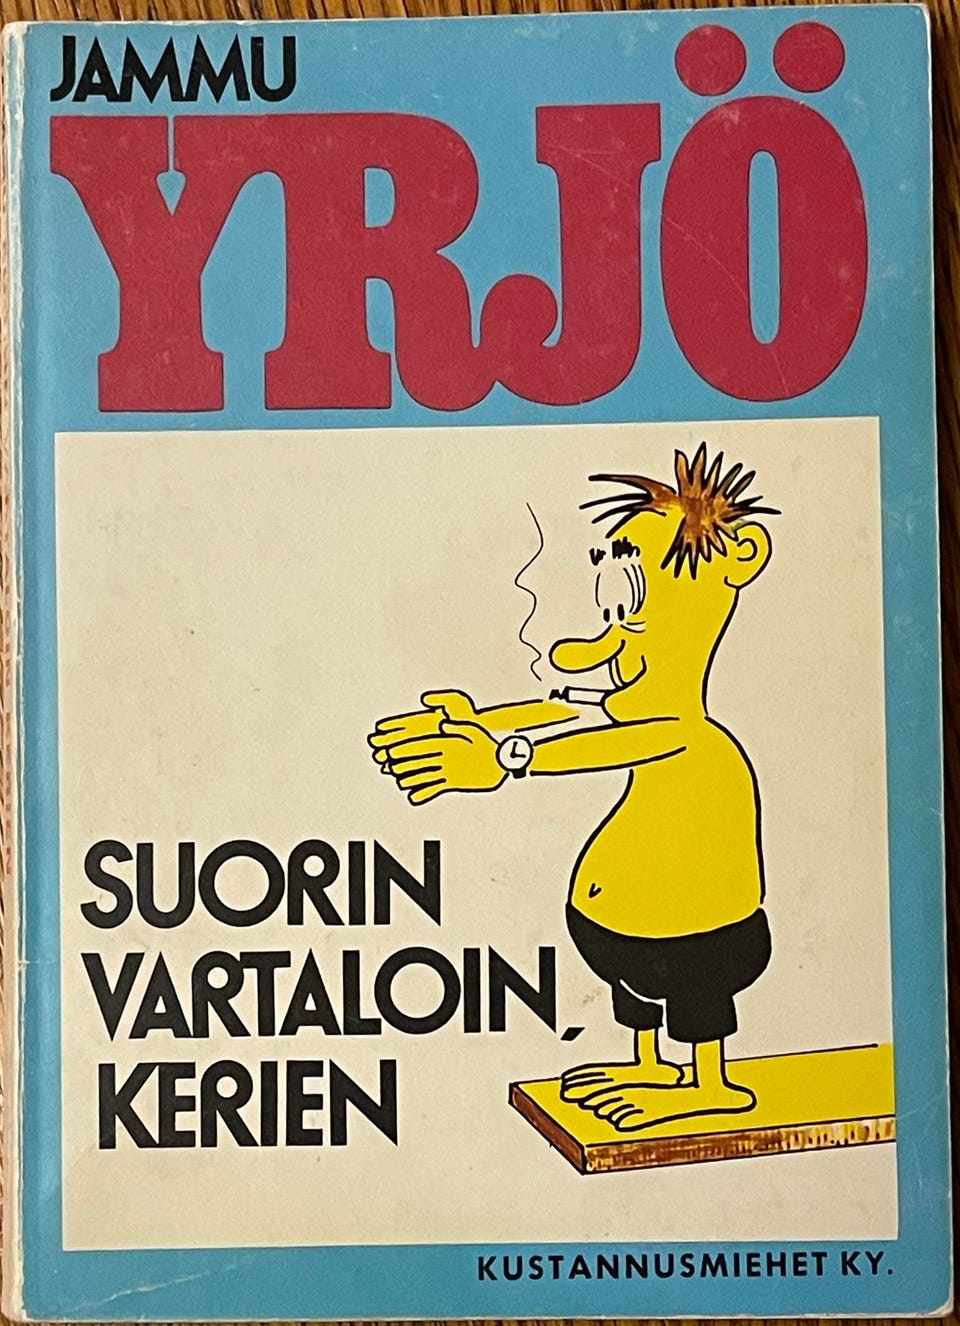 JAMMU
YRJÖ
SUORIN
VARTALOIN,
KERIEN
KUSTANNUSMIEHET KY.